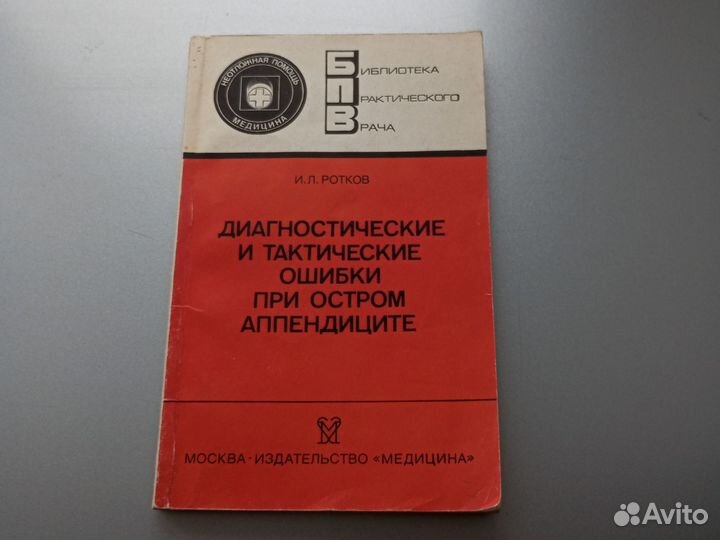 НЕОТЛОЖНАЯ ПОМОЩЬ
МЕДИЦИНА
БИБЛИОТЕКА
ПРАКТИЧЕСКОГО
ВРАЧА
И.Л. РОТКОВ
ДИАГНОСТИЧЕСКИЕ
И ТАКТИЧЕСКИЕ
ОШИБКИ
ПРИ ОСТРОМ
АППЕНДИЦИТЕ
МОСКВА · ИЗДАТЕЛЬСТВО «МЕДИЦИНА»
Avito